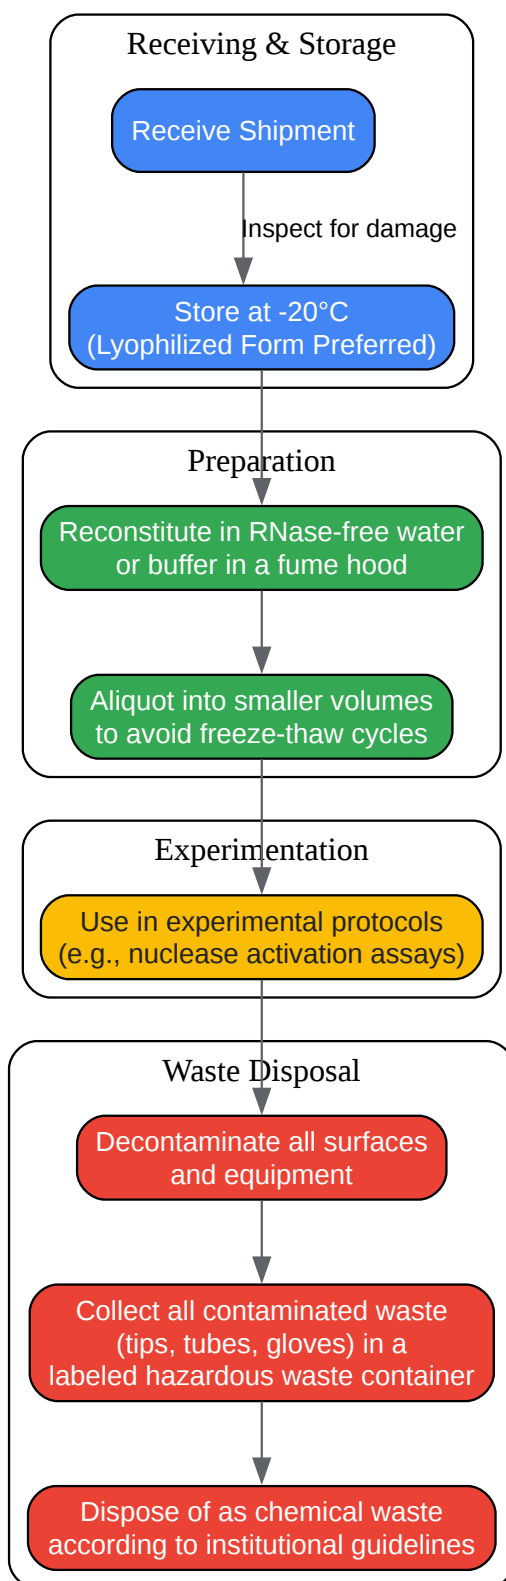 Receiving & Storage
Receive Shipment
Inspect for damage
Store at -20°C
(Lyophilized Form Preferred)
Preparation
Reconstitute in RNase-free water
or buffer in a fume hood
Aliquot into smaller volumes
to avoid freeze-thaw cycles
Experimentation
Use in experimental protocols
(e.g., nuclease activation assays)
Waste Disposal
Decontaminate all surfaces
and equipment
Collect all contaminated waste
(tips, tubes, gloves) in a
labeled hazardous waste container
Dispose of as chemical waste
according to institutional guidelines